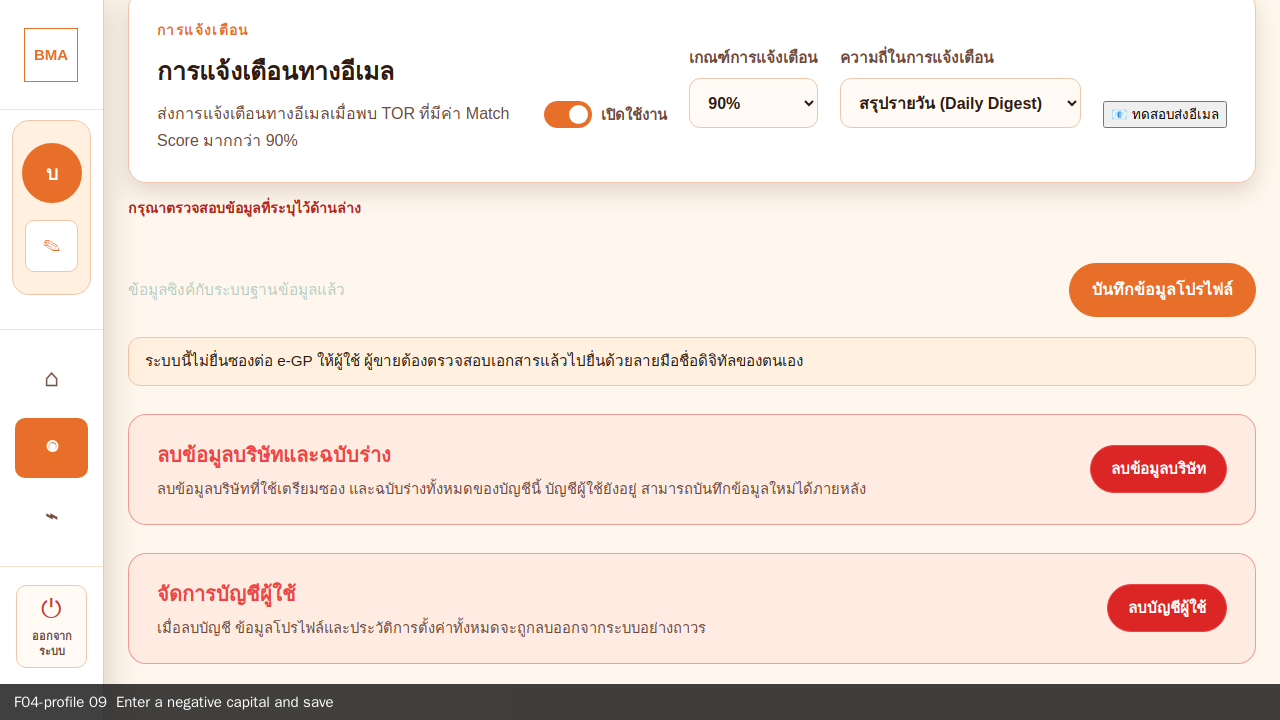 BMA
บ
ออกจาก
ระบบ
การแจ้งเตือน
การแจ้งเตือนทางอีเมล
ส่งการแจ้งเตือนทางอีเมลเมื่อพบ TOR ที่มีค่า Match
Score มากกว่า 90%
เปิดใช้งาน
เกณฑ์การแจ้งเตือน
90%
ความถี่ในการแจ้งเตือน
สรุปรายวัน (Daily Digest)
📧 ทดสอบส่งอีเมล
กรุณาตรวจสอบข้อมูลที่ระบุไว้ด้านล่าง
ข้อมูลซิงค์กับระบบฐานข้อมูลแล้ว
บันทึกข้อมูลโปรไฟล์
ระบบนี้ไม่ยื่นซองต่อ e-GP ให้ผู้ใช้ ผู้ขายต้องตรวจสอบเอกสารแล้วไปยื่นด้วยลายมือชื่อดิจิทัลของตนเอง
ลบข้อมูลบริษัทและฉบับร่าง
ลบข้อมูลบริษัทที่ใช้เตรียมซอง และฉบับร่างทั้งหมดของบัญชีนี้ บัญชีผู้ใช้ยังอยู่ สามารถบันทึกข้อมูลใหม่ได้ภายหลัง
ลบข้อมูลบริษัท
จัดการบัญชีผู้ใช้
เมื่อลบบัญชี ข้อมูลโปรไฟล์และประวัติการตั้งค่าทั้งหมดจะถูกลบออกจากระบบอย่างถาวร
ลบบัญชีผู้ใช้
F04-profile 09  Enter a negative capital and save